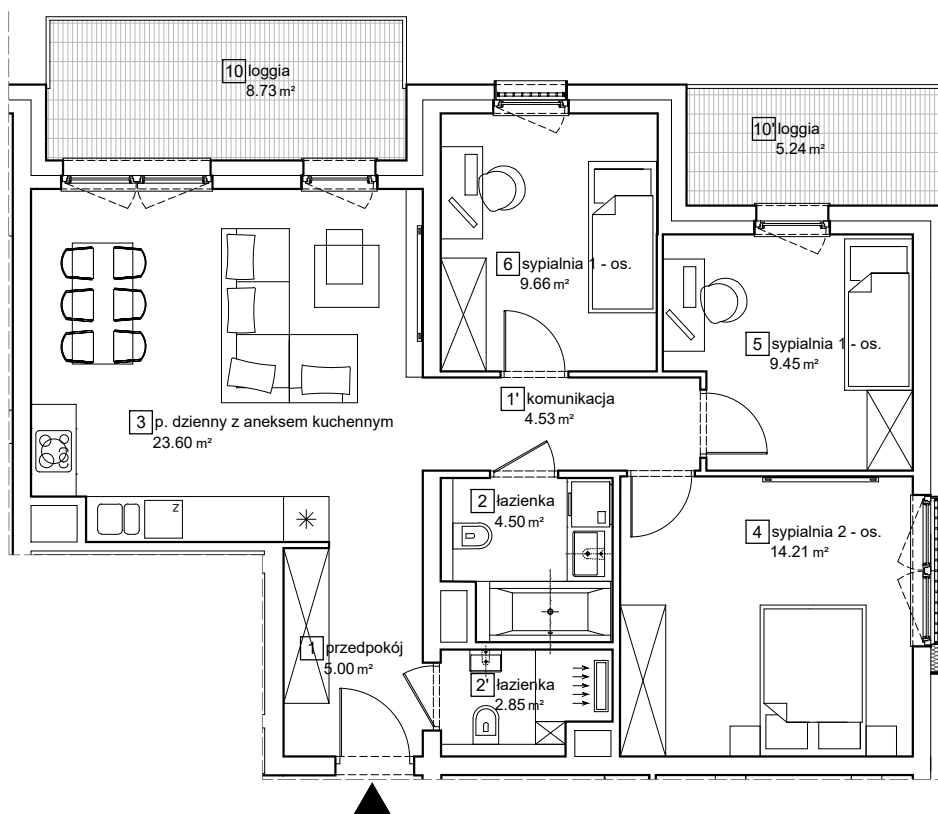 10 loggia
8.73 m²
10' loggia
5.24 m²
6 sypialnia 1 - os.
9.66 m²
5 sypialnia 1 - os.
9.45 m²
1' komunikacja
4.53 m²
3 p. dzienny z aneksem kuchennym
23.60 m²
2 łazienka
4.50 m²
Z
4 sypialnia 2 - os.
14.21 m²
1 przedpokój
5.00 m²
2' łazienka
2.85 m²